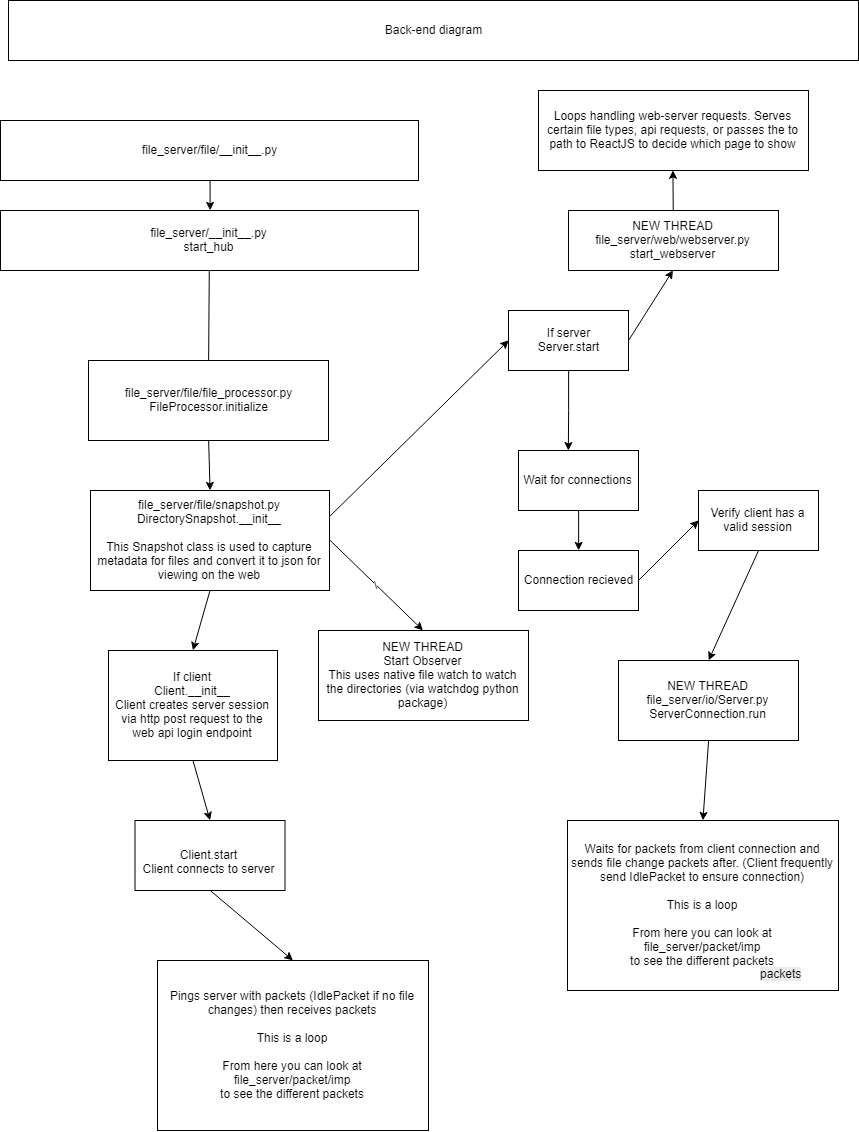 Back-end diagram
file_server/file/__init__.py
file_server/__init__.py
start_hub
file_server/file/file_processor.py
FileProcessor.initialize
file_server/file/snapshot.py
DirectorySnapshot.__init__
This Snapshot class is used to capture
metadata for files and convert it to json for
viewing on the web
If client
Client.__init__
Client creates server session
via http post request to the
web api login endpoint
Client.start
Client connects to server
Pings server with packets (IdlePacket if no file
changes) then receives packets
This is a loop
From here you can look at
file_server/packet/imp
to see the different packets
NEW THREAD
Start Observer
This uses native file watch to watch
the directories (via watchdog python
package)
Loops handling web-server requests. Serves
certain file types, api requests, or passes the to
path to ReactJS to decide which page to show
NEW THREAD
file_server/web/webserver.py
start_webserver
If server
Server.start
Wait for connections
Connection recieved
Verify client has a
valid session
NEW THREAD
file_server/io/Server.py
ServerConnection.run
Waits for packets from client connection and
sends file change packets after. (Client frequently
send IdlePacket to ensure connection)
This is a loop
From here you can look at
file_server/packet/imp
to see the different packets
packets